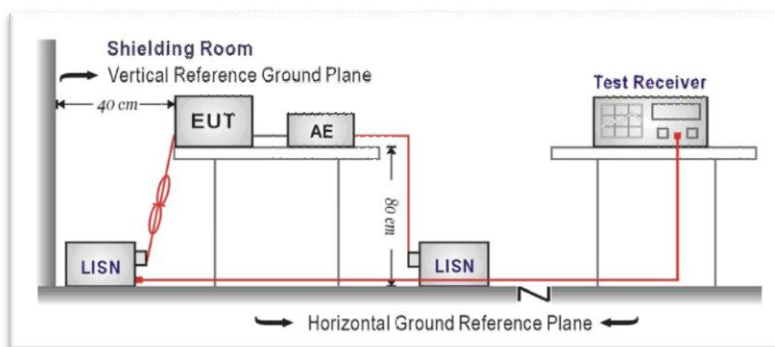 Shielding Room
Vertical Reference Ground Plane
Test Receiver
40 cm
EUT
AE
80 cm
LISN
LISN
Horizontal Ground Reference Plane